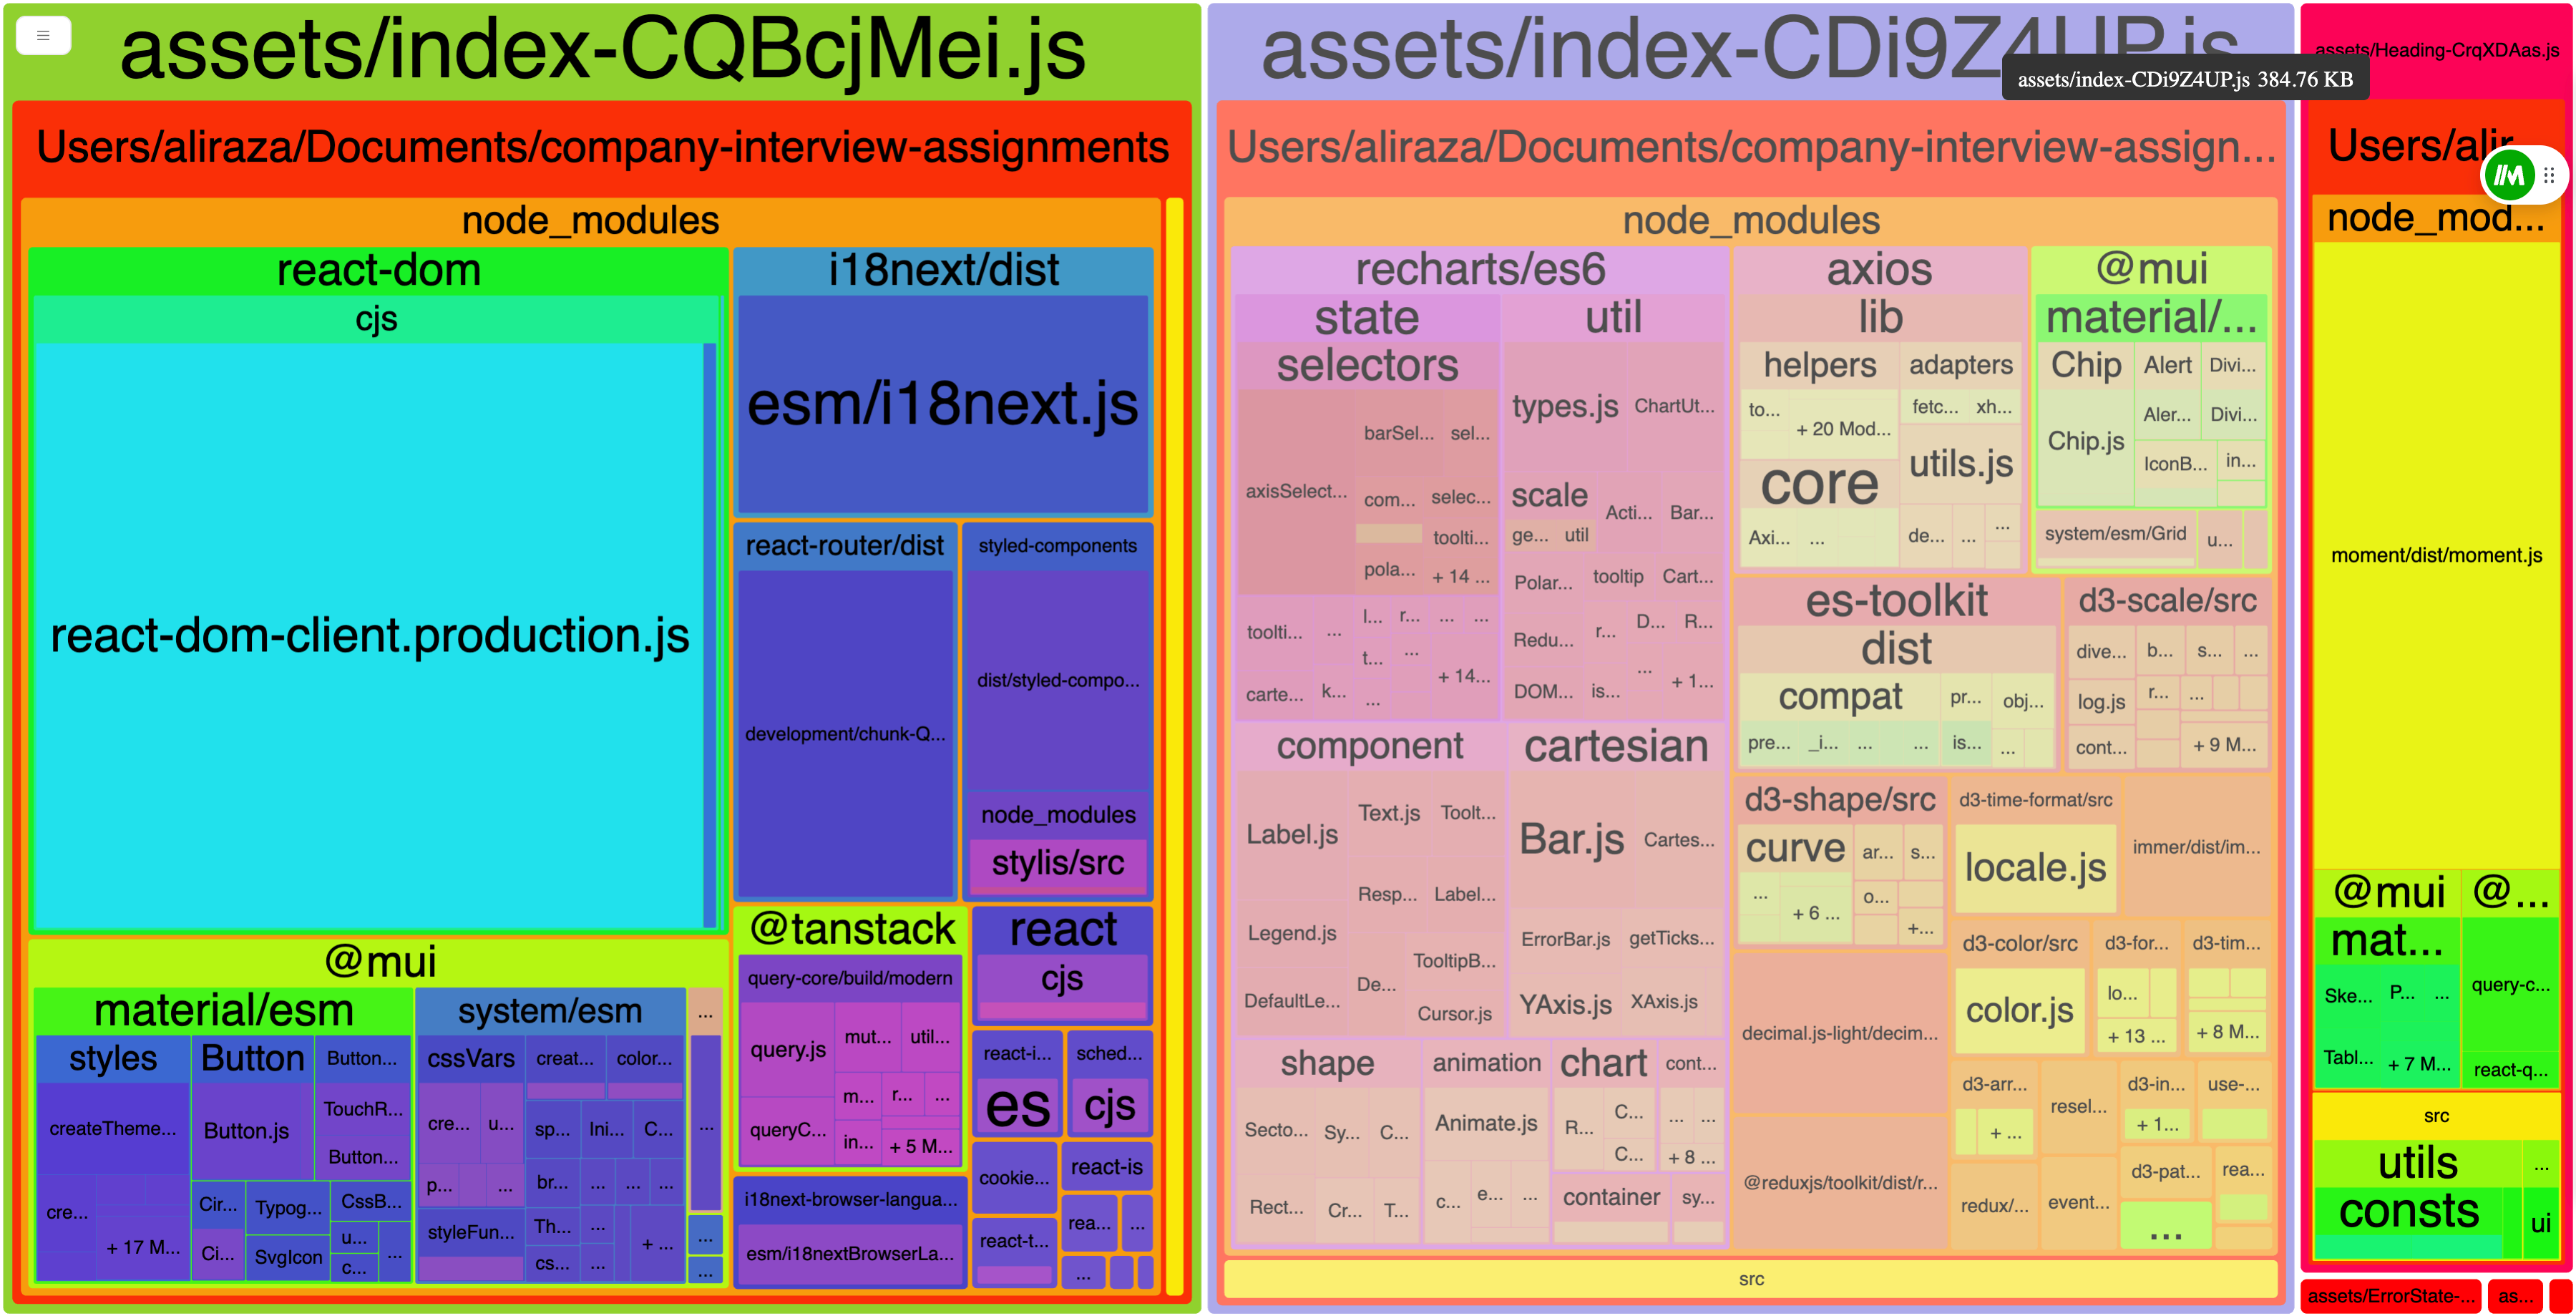 assets/index-CQBcjMei.js
Users/aliraza/Documents/company-interview-assignments
node_modules
react-dom
cjs
react-dom-client.production.js
i18next/dist
esm/i18next.js
react-router/dist
development/chunk-Q...
styled-components
dist/styled-compo...
node_modules
stylis/src
@mui
material/esm
styles
createTheme...
cre...
+ 17 M...
Button
Button.js
Button...
TouchR...
Button...
Cir...
Ci...
Typog...
SvgIcon
CssB...
u...
c...
...
system/esm
cssVars
cre...
u...
p...
...
styleFun...
creat...
color...
sp...
Ini...
C...
br...
...
...
...
Th...
...
cs...
...
+ ...
...
...
...
...
@tanstack
query-core/build/modern
query.js
queryC...
mut...
util...
m...
r...
...
in...
+ 5 M...
i18next-browser-langua...
esm/i18nextBrowserLa...
react
cjs
react-i...
es
sched...
cjs
cookie...
react-is
react-t...
rea...
...
...
assets/index-CDi9Z4UP.js
assets/index-CDi9Z4UP.js 384.76 KB
Users/aliraza/Documents/company-interview-assign...
node_modules
recharts/es6
state
selectors
axisSelect...
barSel...
sel...
com...
selec...
toolti...
pola...
+ 14 ...
toolti...
...
carte...
k...
l...
r...
...
...
t...
...
...
+ 14...
util
types.js
ChartUt...
scale
ge...
util
Acti...
Bar...
Polar...
tooltip
Cart...
Redu...
r...
D...
R...
DOM...
is...
...
+ 1...
component
Label.js
Text.js
Toolt...
Resp...
Label...
Legend.js
DefaultLe...
De...
TooltipB...
Cursor.js
cartesian
Bar.js
Cartes...
ErrorBar.js
getTicks...
YAxis.js
XAxis.js
shape
Secto...
Sy...
C...
Rect...
Cr...
T...
animation
Animate.js
c...
e...
...
chart
R...
C...
C...
cont...
...
...
+ 8 ...
container
sy...
axios
lib
helpers
to...
+ 20 Mod...
adapters
fetc...
xh...
core
Axi...
...
utils.js
de...
...
...
@mui
material/...
Chip
Chip.js
Alert
Aler...
Divi...
Divi...
IconB...
in...
system/esm/Grid
u...
es-toolkit
dist
compat
pre...
_i...
...
...
pr...
is...
obj...
...
d3-scale/src
dive...
b...
s...
...
log.js
r...
...
cont...
+ 9 M...
d3-shape/src
curve
...
+ 6 ...
ar...
s...
o...
+...
d3-time-format/src
locale.js
immer/dist/im...
decimal.js-light/decim...
d3-color/src
color.js
d3-for...
lo...
+ 13 ...
d3-tim...
+ 8 M...
@reduxjs/toolkit/dist/r...
d3-arr...
+ ...
resel...
d3-in...
+ 1...
use-...
redux/...
event...
d3-pat...
...
rea...
src
assets/Heading-CrqXDAas.js
Users/alir...
node_mod...
moment/dist/moment.js
@mui
mat...
Ske...
P...
...
Tabl...
+ 7 M...
@...
query-c...
react-q...
src
utils
consts
...
ui
assets/ErrorState-...
as...